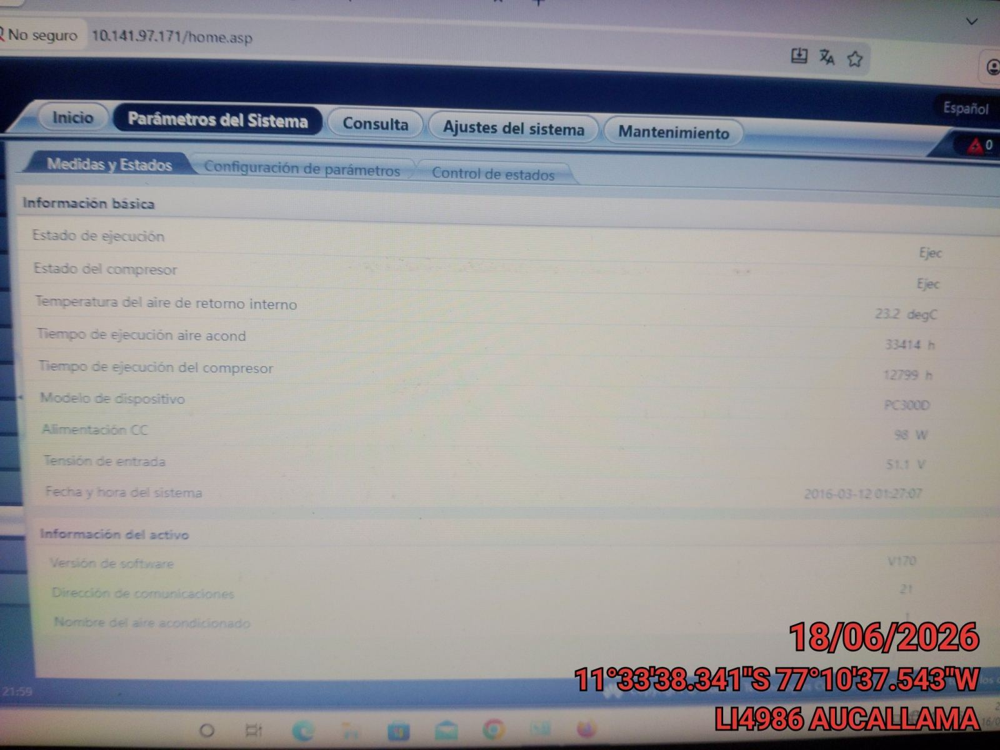 No seguro 10.141.97.171/home.asp
Español
Inicio Parámetros del Sistema Consulta Ajustes del sistema Mantenimiento
0
Medidas y Estados Configuración de parámetros Control de estados
Información básica
Estado de ejecución Ejec
Estado del compresor Ejec
Temperatura del aire de retorno interno 23.2 degC
Tiempo de ejecución aire acond 33414 h
Tiempo de ejecución del compresor 12799 h
Modelo de dispositivo PC300D
Alimentación CC 98 W
Tensión de entrada 51.1 V
Fecha y hora del sistema 2016-03-12 01:27:07
Información del activo
Versión de software V170
Dirección de comunicaciones 21
Nombre del aire acondicionado 1
18/06/2026
11°33'38.341"S 77°10'37.543"W
21:59
LI4986 AUCALLAMA